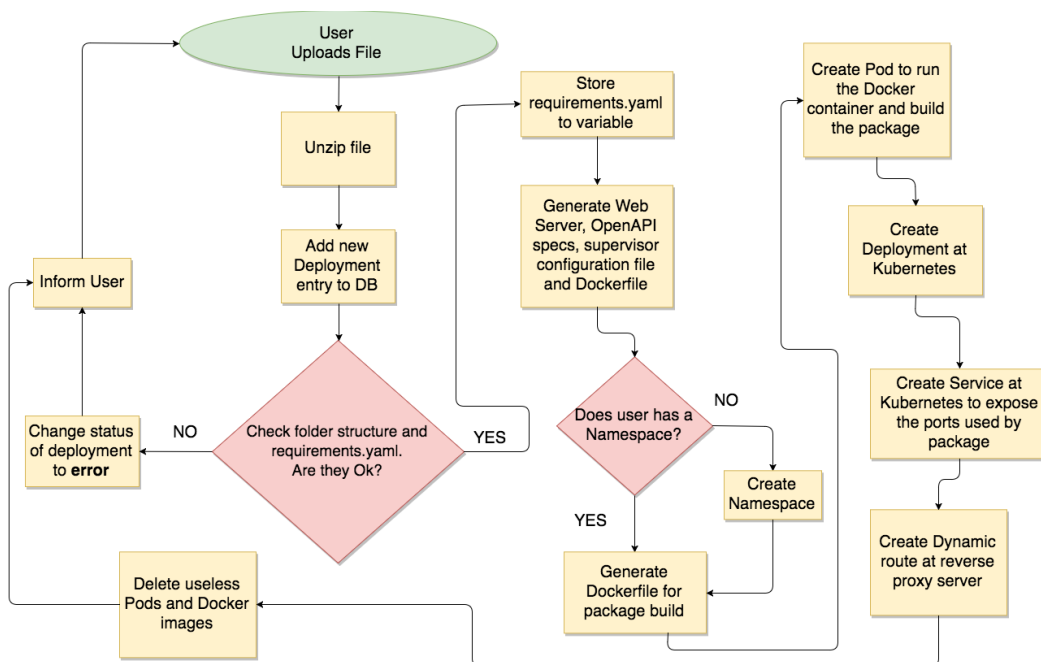 User
Uploads File
Unzip file
Add new
Deployment
entry to DB
Check folder structure and
requirements.yaml.
Are they Ok?
NO
YES
Change status
of deployment
to error
Inform User
Store
requirements.yaml
to variable
Generate Web
Server, OpenAPI
specs, supervisor
configuration file
and Dockerfile
Does user has a
Namespace?
NO
YES
Create
Namespace
Generate
Dockerfile for
package build
Create Pod to run
the Docker
container and build
the package
Create
Deployment at
Kubernetes
Create Service at
Kubernetes to expose
the ports used by
package
Create Dynamic
route at reverse
proxy server
Delete useless
Pods and Docker
images